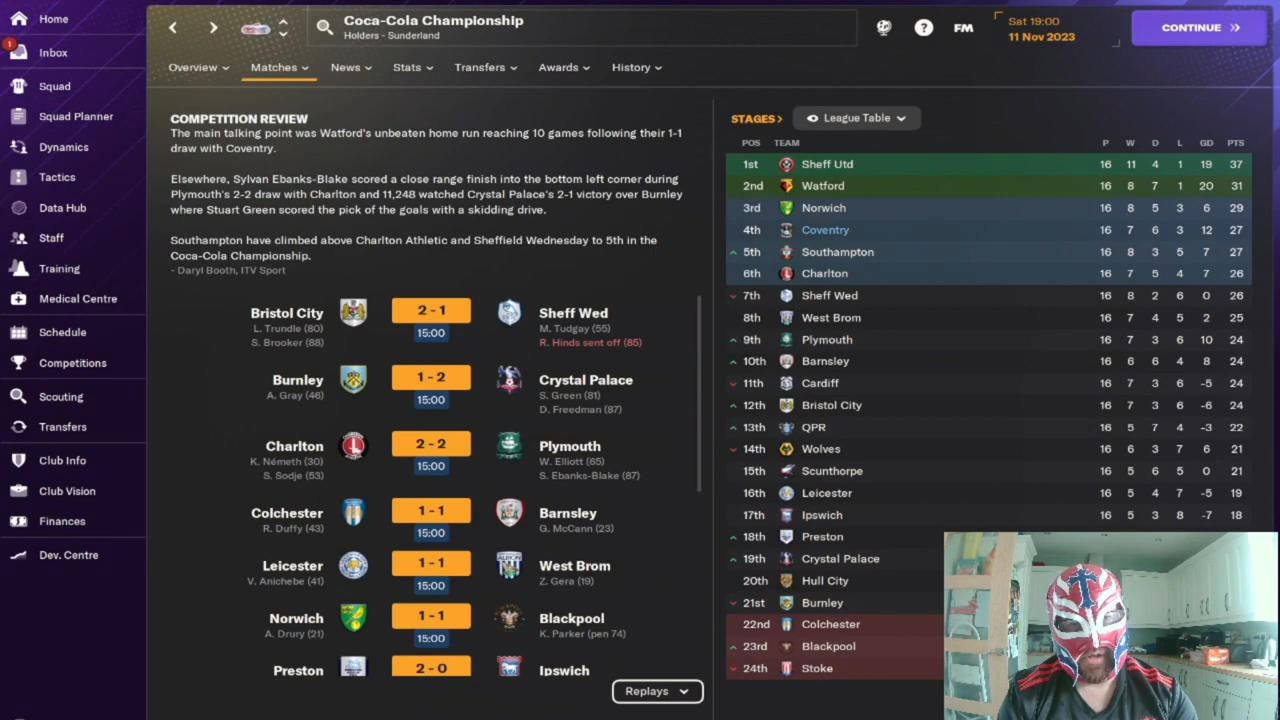 Home
Inbox
1
Squad
Squad Planner
Dynamics
Tactics
Data Hub
Staff
Training
Medical Centre
Schedule
Competitions
Scouting
Transfers
Club Info
Club Vision
Finances
Dev. Centre
Coca-Cola Championship
Holders - Sunderland
?
FM
Sat 19:00
11 Nov 2023
CONTINUE
Overview Matches News Stats Transfers Awards History
COMPETITION REVIEW
The main talking point was Watford's unbeaten home run reaching 10 games following their 1-1
draw with Coventry.
Elsewhere, Sylvan Ebanks-Blake scored a close range finish into the bottom left corner during
Plymouth's 2-2 draw with Charlton and 11,248 watched Crystal Palace's 2-1 victory over Burnley
where Stuart Green scored the pick of the goals with a skidding drive.
Southampton have climbed above Charlton Athletic and Sheffield Wednesday to 5th in the
Coca-Cola Championship.
- Daryl Booth, ITV Sport
Bristol City 2 - 1 Sheff Wed
L. Trundle (80) 15:00 M. Tudgay (55)
S. Brooker (88) R. Hinds sent off (85)
Burnley 1 - 2 Crystal Palace
A. Gray (46) 15:00 S. Green (81)
D. Freedman (87)
Charlton 2 - 2 Plymouth
K. Németh (30) 15:00 W. Elliott (65)
S. Sodje (53) S. Ebanks-Blake (87)
Colchester 1 - 1 Barnsley
R. Duffy (43) 15:00 G. McCann (23)
Leicester 1 - 1 West Brom
V. Anichebe (41) 15:00 Z. Gera (19)
Norwich 1 - 1 Blackpool
A. Drury (21) 15:00 K. Parker (pen 74)
Preston 2 - 0 Ipswich
Replays
STAGES> League Table
POS TEAM P W D L GD PTS
1st Sheff Utd 16 11 4 1 19 37
2nd Watford 16 8 7 1 20 31
3rd Norwich 16 8 5 3 6 29
4th Coventry 16 7 6 3 12 27
5th Southampton 16 8 3 5 7 27
6th Charlton 16 7 5 4 7 26
7th Sheff Wed 16 8 2 6 0 26
8th West Brom 16 7 4 5 2 25
9th Plymouth 16 7 3 6 10 24
10th Barnsley 16 6 6 4 8 24
11th Cardiff 16 7 3 6 -5 24
12th Bristol City 16 7 3 6 -6 24
13th QPR 16 5 7 4 -3 22
14th Wolves 16 6 3 7 6 21
15th Scunthorpe 16 5 6 5 0 21
16th Leicester 16 5 4 7 -5 19
17th Ipswich 16 5 3 8 -7 18
18th Preston
19th Crystal Palace
20th Hull City
21st Burnley
22nd Colchester
23rd Blackpool
24th Stoke